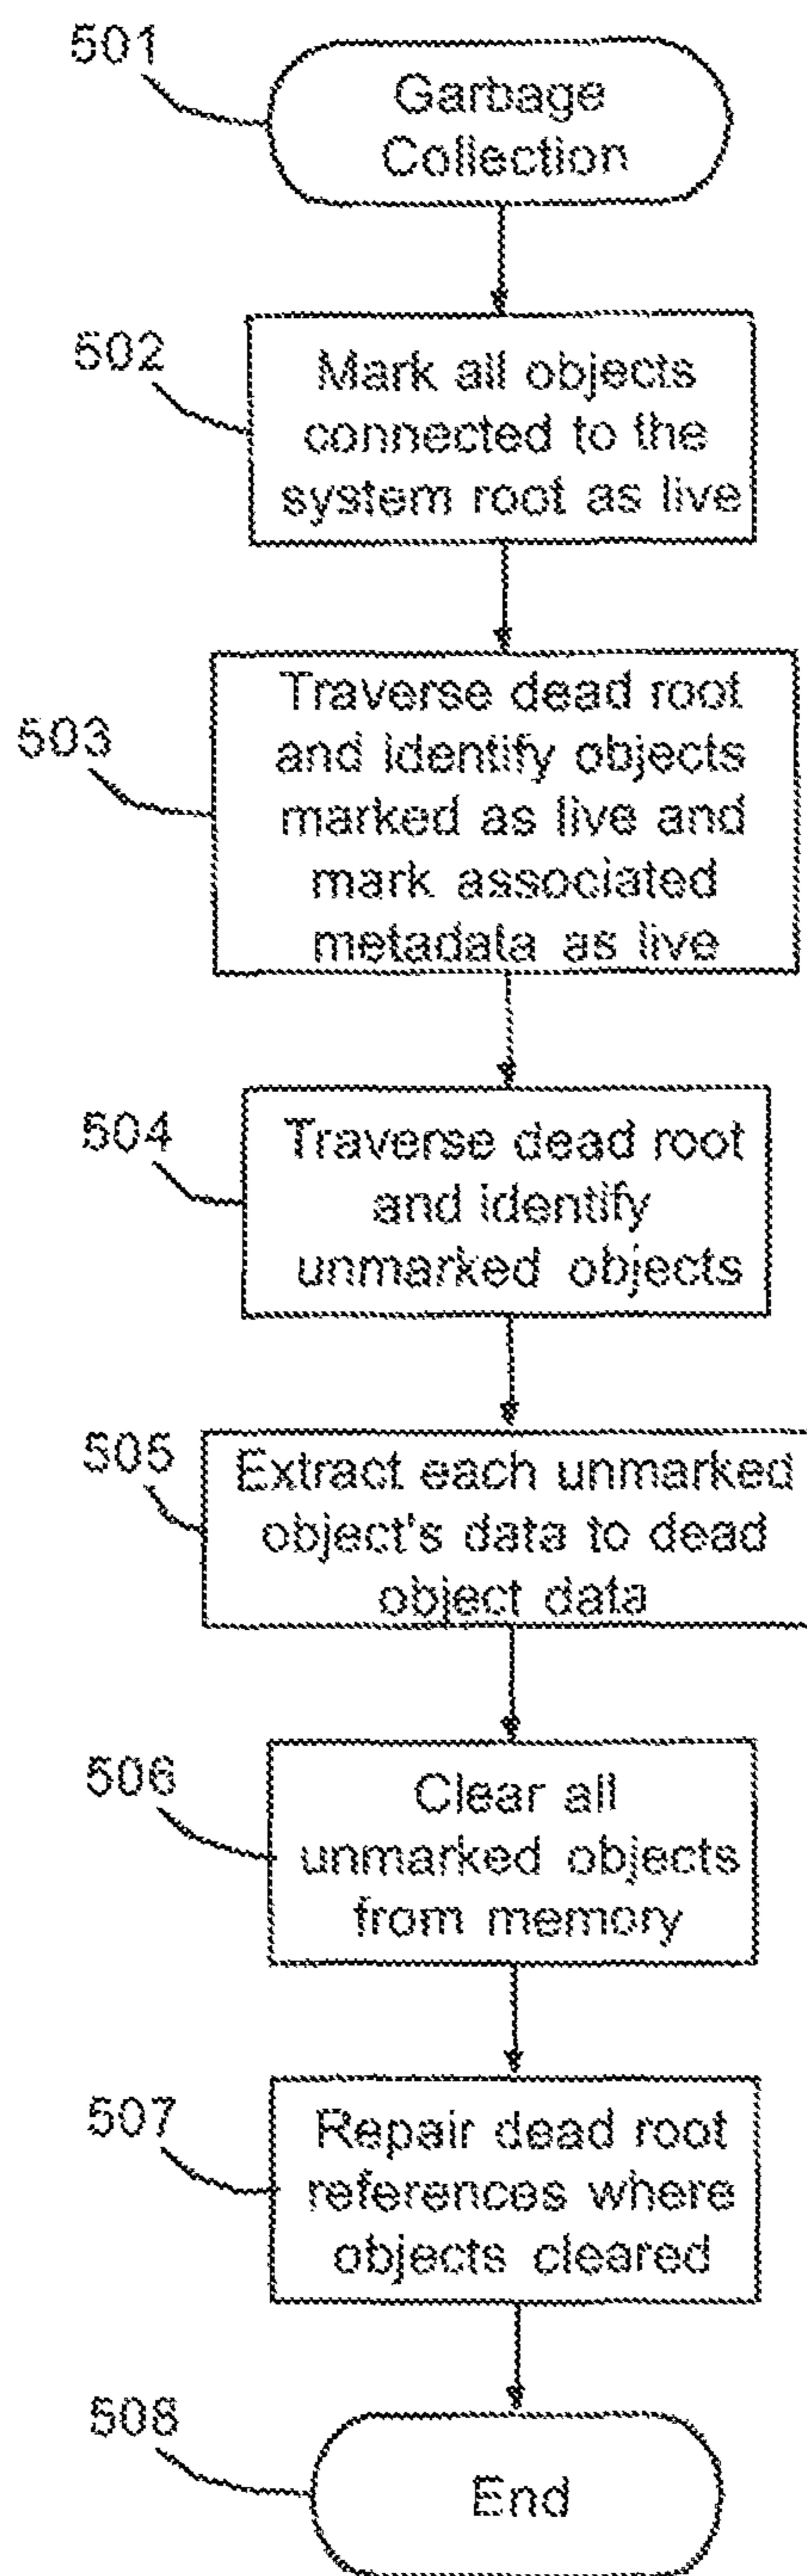 501
Garbage
Collection
502
Mark all objects
connected to the
system root as live
503
Traverse dead root
and identify objects
marked as live and
mark associated
metadata as live
504
Traverse dead root
and identify
unmarked objects
505
Extract each unmarked
object's data to dead
object data
506
Clear all
unmarked objects
from memory
507
Repair dead root
references where
objects cleared
508
End